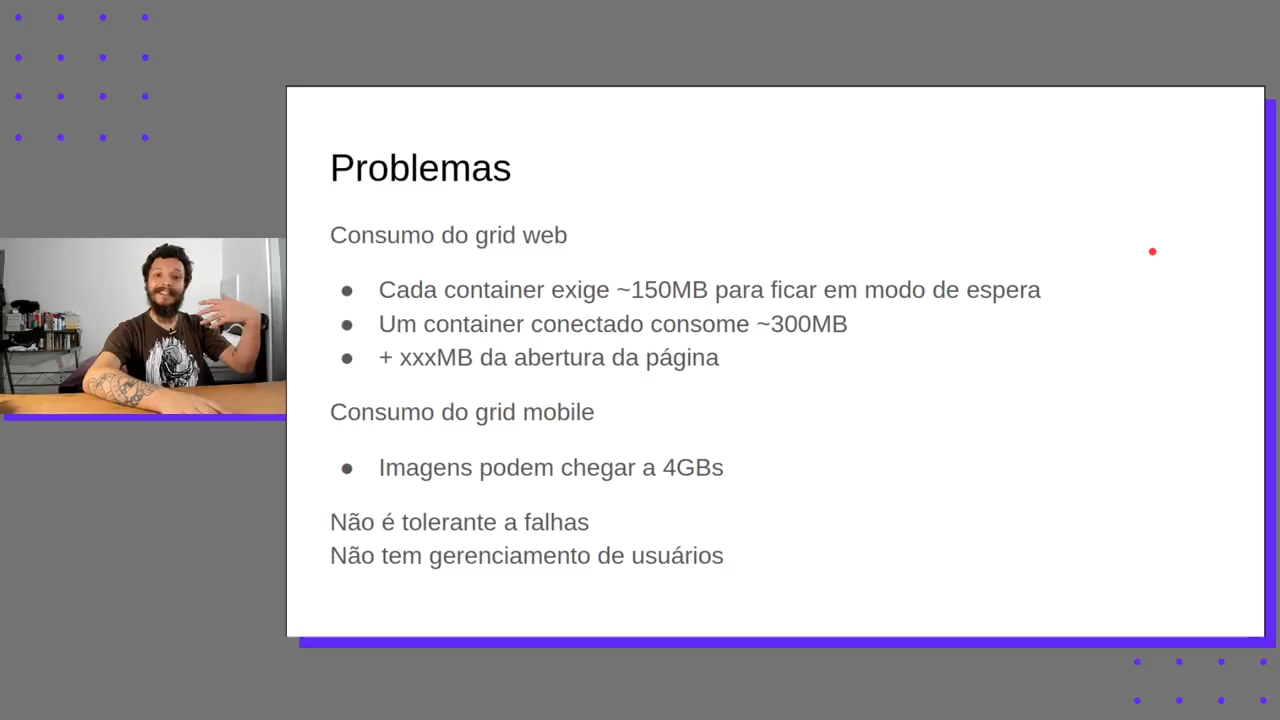 Problemas
Consumo do grid web
● Cada container exige ~150MB para ficar em modo de espera
● Um container conectado consome ~300MB
● + xxxMB da abertura da página
Consumo do grid mobile
● Imagens podem chegar a 4GBs
Não é tolerante a falhas
Não tem gerenciamento de usuários